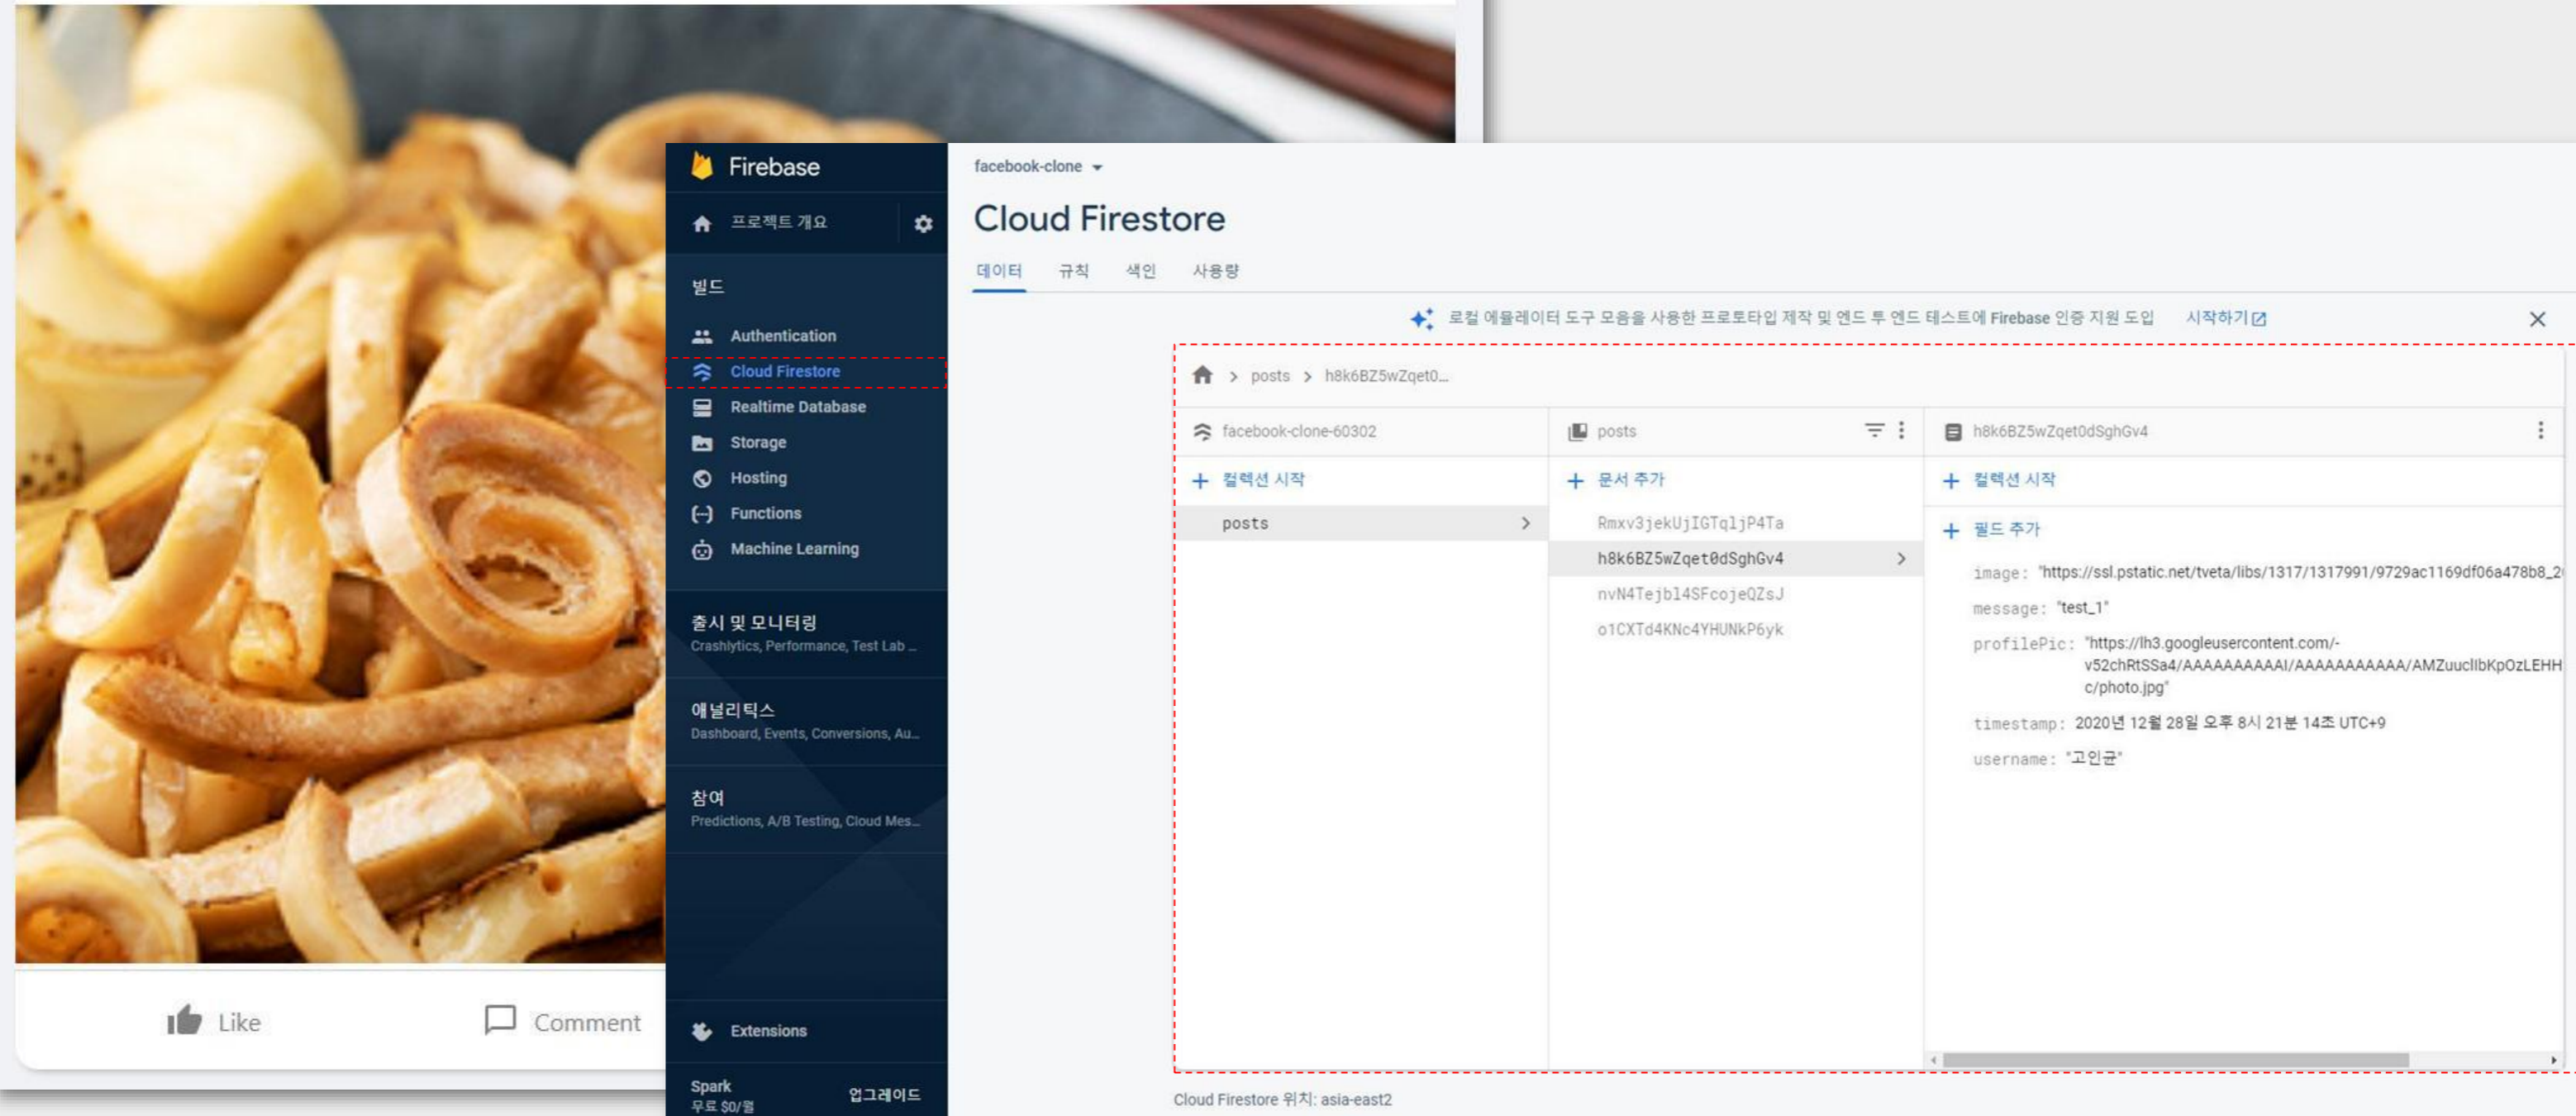 Like
Comment
Firebase
프로젝트 개요
빌드
Authentication
Cloud Firestore
Realtime Database
Storage
Hosting
Functions
Machine Learning
출시 및 모니터링
Crashlytics, Performance, Test Lab ...
애널리틱스
Dashboard, Events, Conversions, Au...
참여
Predictions, A/B Testing, Cloud Mes...
Extensions
Spark
무료 $0/월
업그레이드
facebook-clone
Cloud Firestore
데이터 규칙 색인 사용량
로컬 에뮬레이터 도구 모음을 사용한 프로토타입 제작 및 엔드 투 엔드 테스트에 Firebase 인증 지원 도입 시작하기
> posts > h8k6BZ5wZqet0...
facebook-clone-60302
+ 컬렉션 시작
posts
posts
+ 문서 추가
Rmxv3jekUjIGTqljP4Ta
h8k6BZ5wZqet0dSghGv4
nvN4Tejbl4SFcojeQZsJ
o1CXTd4KNc4YHUNkP6yk
h8k6BZ5wZqet0dSghGv4
+ 컬렉션 시작
+ 필드 추가
image: "https://ssl.pstatic.net/tveta/libs/1317/1317991/9729ac1169df06a478b8_2
message: "test_1"
profilePic: "https://lh3.googleusercontent.com/-
v52chRtSSa4/AAAAAAAAAAI/AAAAAAAAAAA/AMZuuclIbKpOzLEHH
c/photo.jpg"
timestamp: 2020년 12월 28일 오후 8시 21분 14초 UTC+9
username: "고인균"
Cloud Firestore 위치: asia-east2